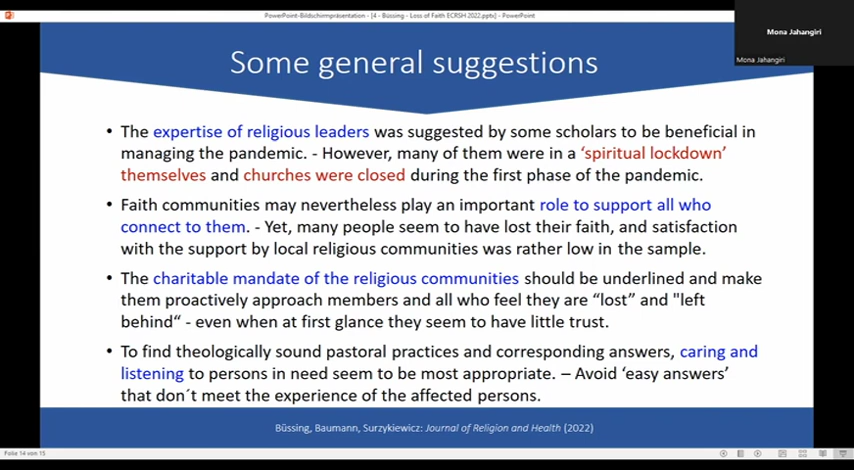 PowerPoint-Bildschirmpräsentation - [4 - Büssing - Loss of Faith ECRSH 2022.pptx] - PowerPoint
Mona Jahangiri
Mona Jahangiri
Some general suggestions
• The expertise of religious leaders was suggested by some scholars to be beneficial in
managing the pandemic. - However, many of them were in a ‘spiritual lockdown’
themselves and churches were closed during the first phase of the pandemic.
• Faith communities may nevertheless play an important role to support all who
connect to them. - Yet, many people seem to have lost their faith, and satisfaction
with the support by local religious communities was rather low in the sample.
• The charitable mandate of the religious communities should be underlined and make
them proactively approach members and all who feel they are “lost” and "left
behind“ - even when at first glance they seem to have little trust.
• To find theologically sound pastoral practices and corresponding answers, caring and
listening to persons in need seem to be most appropriate. – Avoid ‘easy answers’
that don´t meet the experience of the affected persons.
Büssing, Baumann, Surzykiewicz: Journal of Religion and Health (2022)
Folie 14 von 15